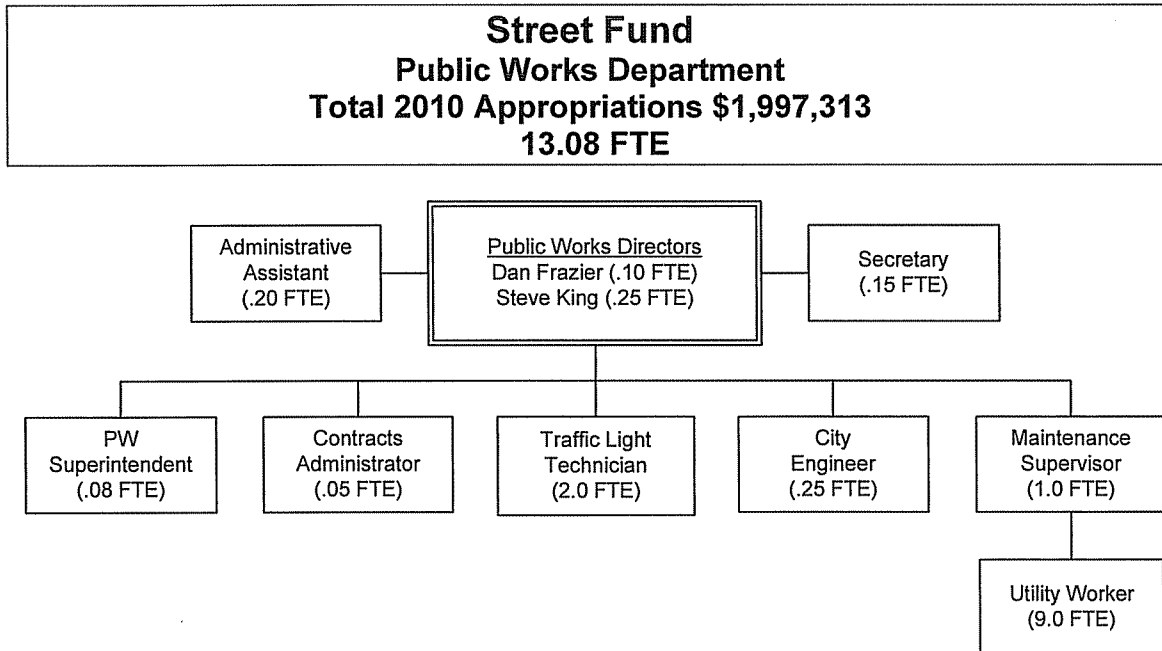 Street Fund
Public Works Department
Total 2010 Appropriations $1,997,313
13.08 FTE
Administrative
Assistant
(.20 FTE)
Public Works Directors
Dan Frazier (.10 FTE)
Steve King (.25 FTE)
Secretary
(.15 FTE)
PW
Superintendent
(.08 FTE)
Contracts
Administrator
(.05 FTE)
Traffic Light
Technician
(2.0 FTE)
City
Engineer
(.25 FTE)
Maintenance
Supervisor
(1.0 FTE)
Utility Worker
(9.0 FTE)